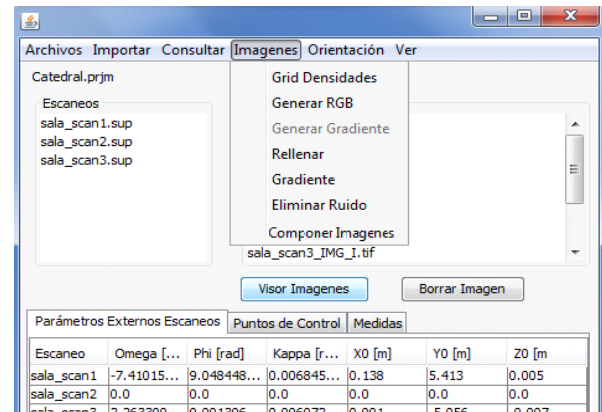 Archivos Importar Consultar Imagenes Orientación Ver
Catedral.prjm
Escaneos
sala_scan1.sup
sala_scan2.sup
sala_scan3.sup
Grid Densidades
Generar RGB
Generar Gradiente
Rellenar
Gradiente
Eliminar Ruido
Componer Imagenes
sala_scan3_IMG_I.tif
Visor Imagenes Borrar Imagen
Parámetros Externos Escaneos Puntos de Control Medidas
Escaneo Omega [... Phi [rad] Kappa [r... X0 [m] Y0 [m] Z0 [m
sala_scan1 -7.41015... 9.048448... 0.006845... 0.138 5.413 0.005
sala_scan2 0.0 0.0 0.0 0.0 0.0 0.0